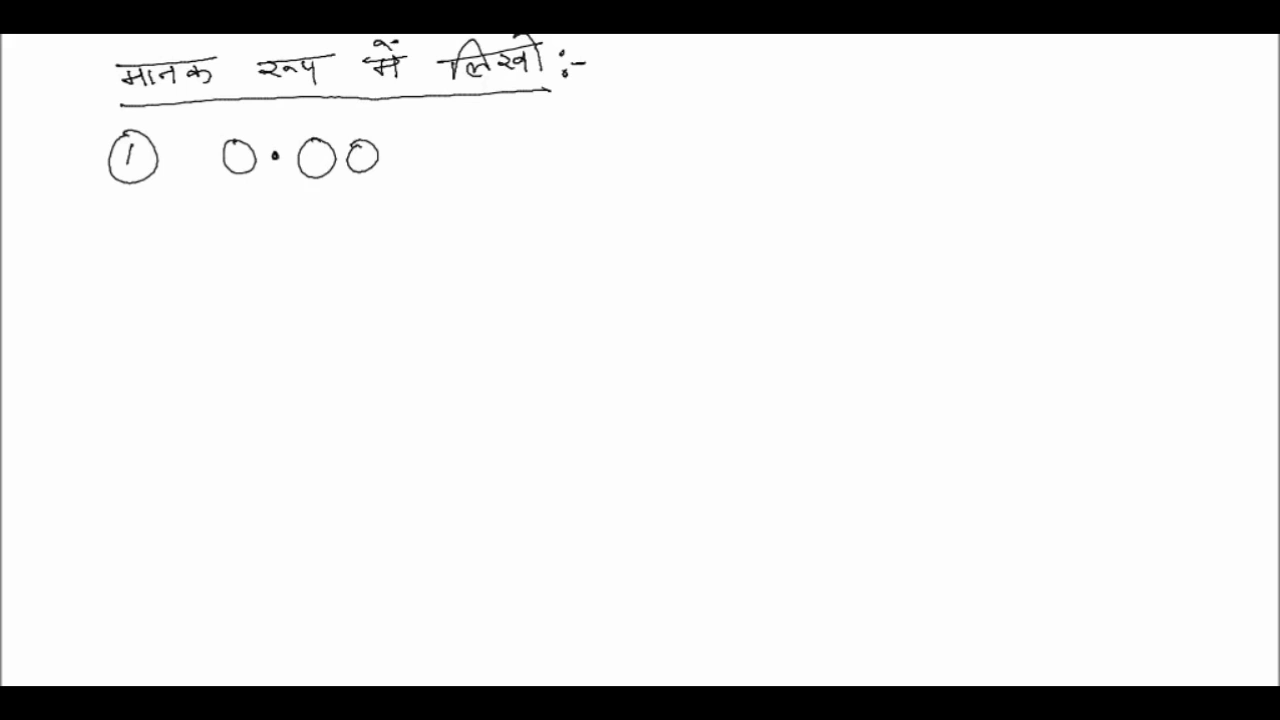 मानक रूप में लिखो :-
① 0.00